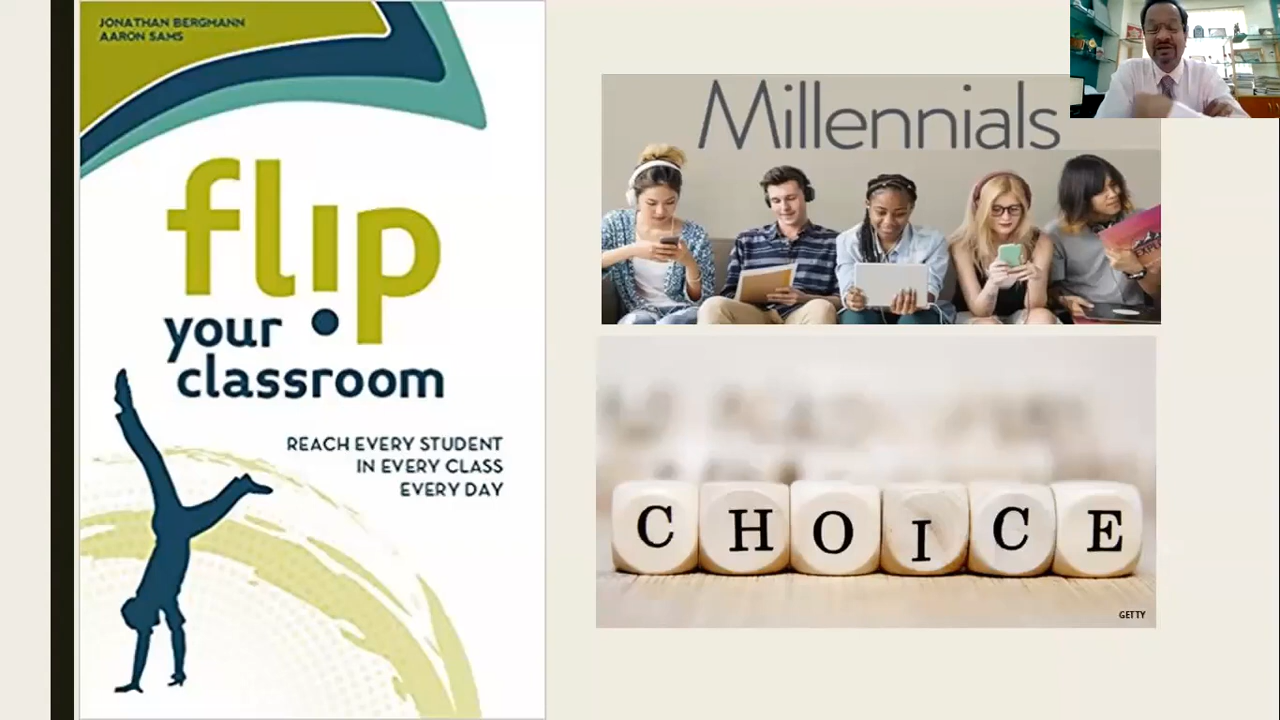 JONATHAN BERGMANN
AARON SAMS
flip
your
classroom
REACH EVERY STUDENT
IN EVERY CLASS
EVERY DAY
Millennials
CHOICE
GETTY